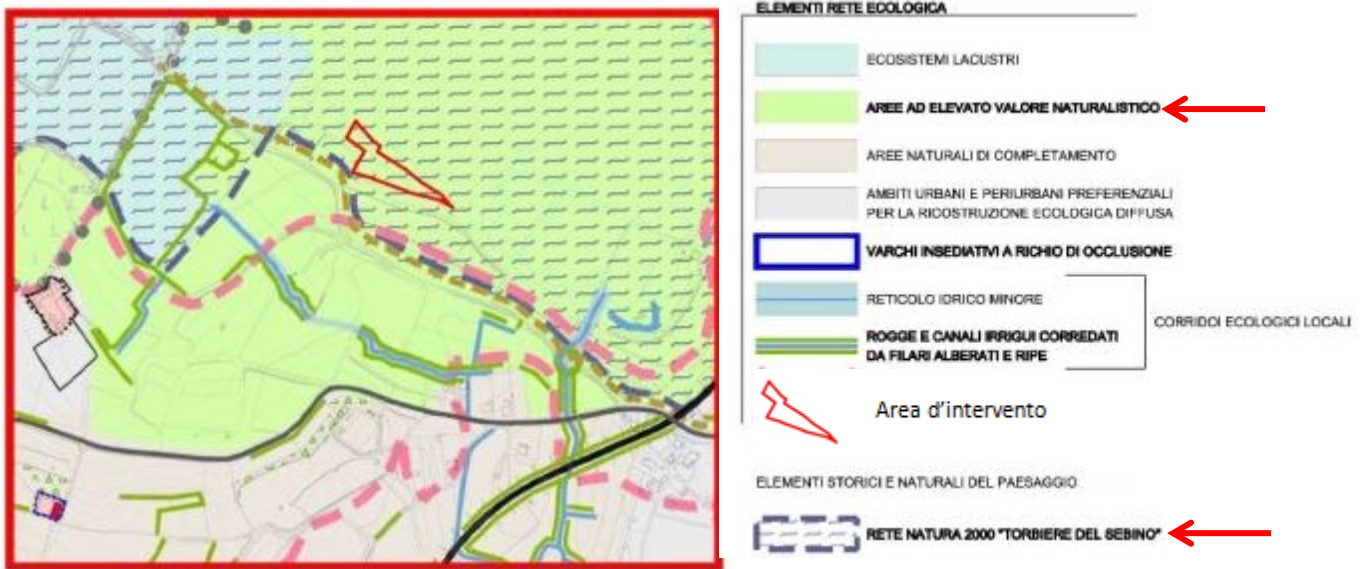 ELEMENTI RETE ECOLOGICA
ECOSISTEMI LACUSTRI
AREE AD ELEVATO VALORE NATURALISTICO
AREE NATURALI DI COMPLETAMENTO
AMBITI URBANI E PERIURBANI PREFERENZIALI
PER LA RICOSTRUZIONE ECOLOGICA DIFFUSA
VARCHI INSEDIATIVI A RICHIO DI OCCLUSIONE
RETICOLO IDRICO MINORE
CORRIDOI ECOLOGICI LOCALI
ROGGE E CANALI IRRIGUI CORREDATI
DA FILARI ALBERATI E RIPE
Area d'intervento
ELEMENTI STORICI E NATURALI DEL PAESAGGIO
RETE NATURA 2000 "TORBIERE DEL SEBINO"